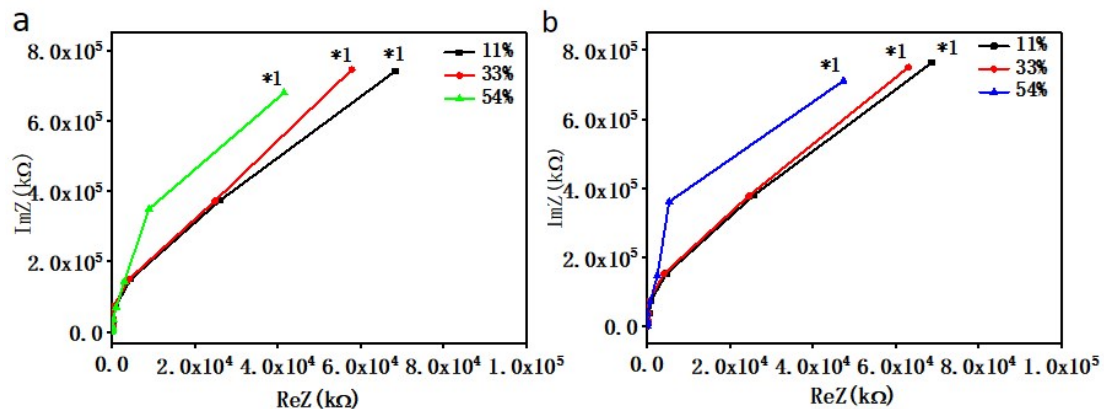 a
8.0x10⁵
6.0x10⁵
4.0x10⁵
2.0x10⁵
0.0
ImZ(kΩ)
*1
*1
*1
11%
33%
54%
0.0
2.0x10⁴
4.0x10⁴
6.0x10⁴
8.0x10⁴
1.0x10⁵
ReZ(kΩ)
b
8.0x10⁵
6.0x10⁵
4.0x10⁵
2.0x10⁵
0.0
ImZ(kΩ)
*1
*1
*1
11%
33%
54%
0.0
2.0x10⁴
4.0x10⁴
6.0x10⁴
8.0x10⁴
1.0x10⁵
ReZ(kΩ)